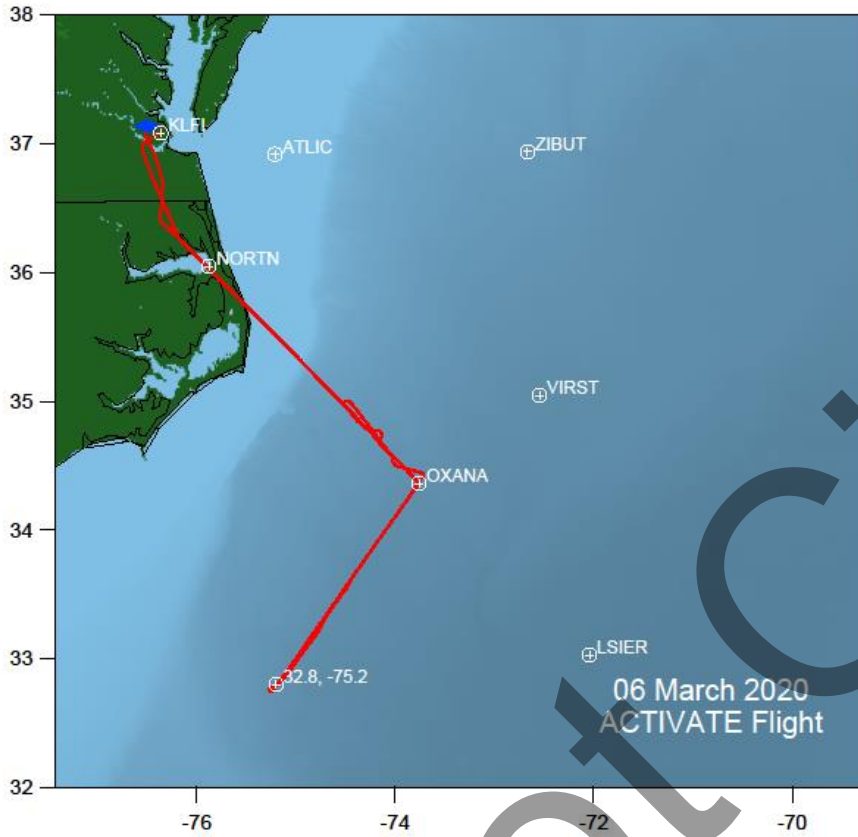 38
37
36
35
34
33
32
KLFI
ATLIC
ZIBUT
NORTN
VIRST
OXANA
LSIER
32.8, -75.2
06 March 2020
ACTIVATE Flight
-76
-74
-72
-70